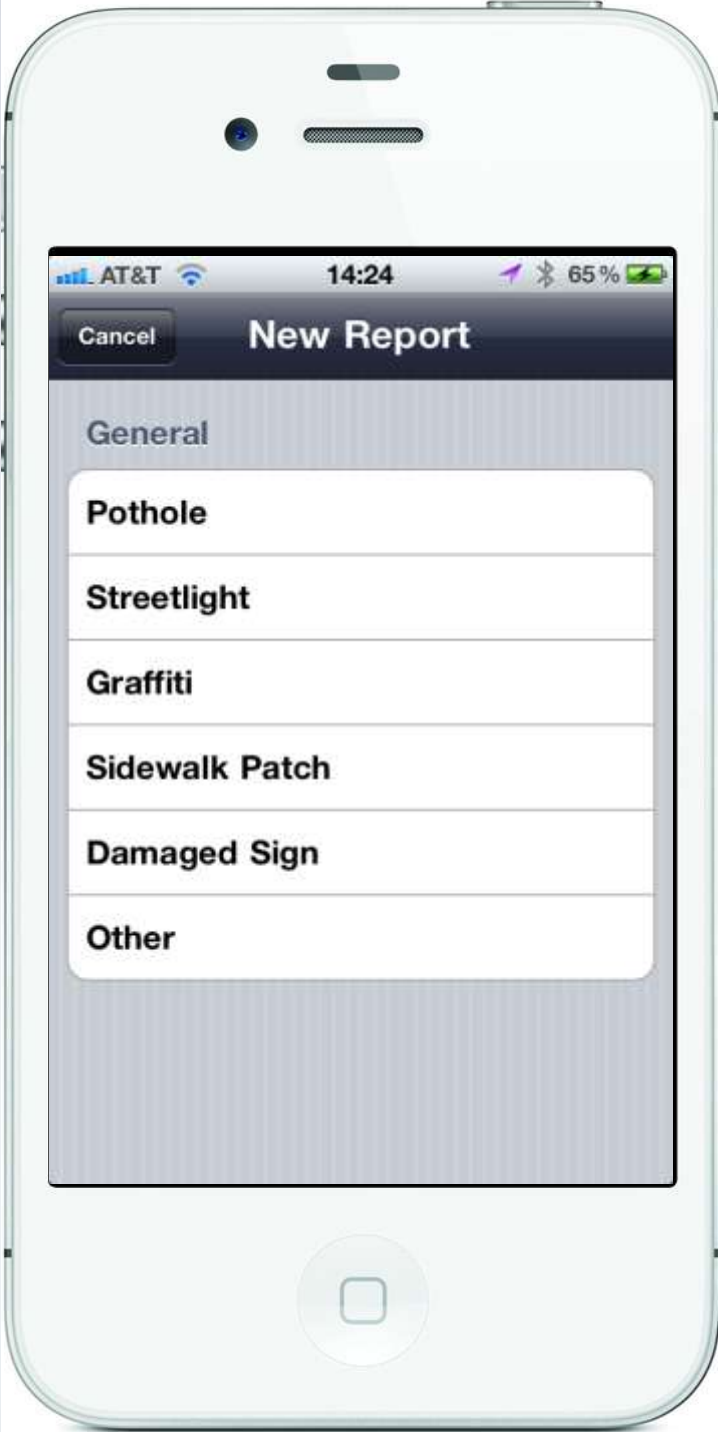 AT&T 14:24 65%
Cancel New Report
General
Pothole
Streetlight
Graffiti
Sidewalk Patch
Damaged Sign
Other